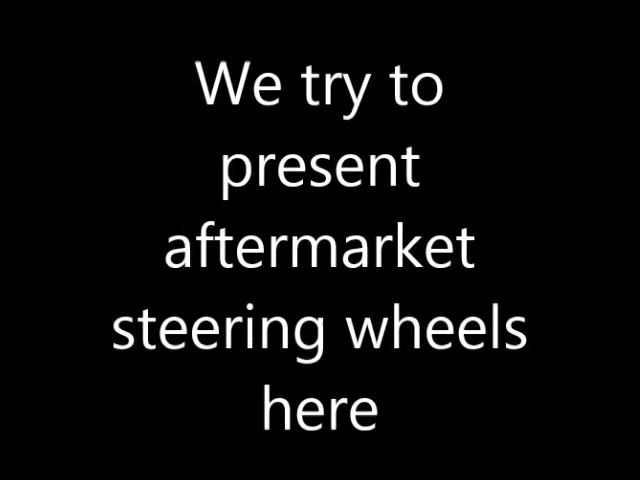 We try to
present
aftermarket
steering wheels
here